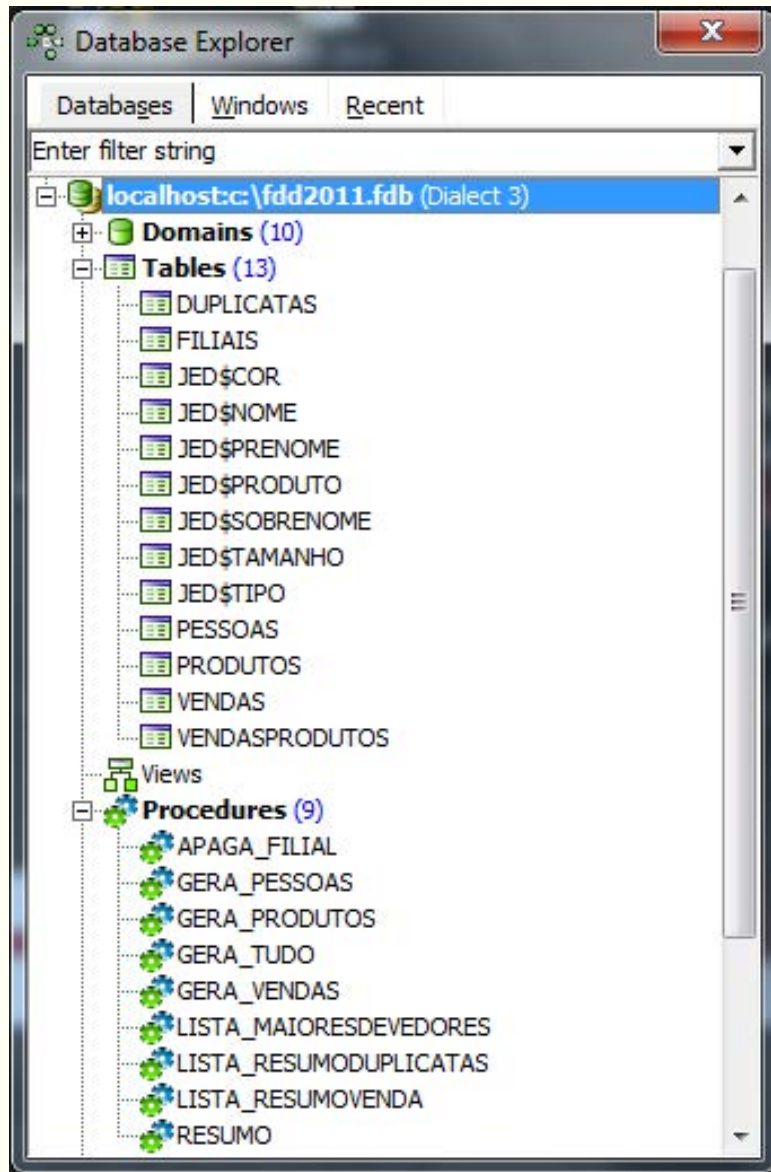 Database Explorer
Databases Windows Recent
Enter filter string
localhost:c:\fdd2011.fdb (Dialect 3)
Domains (10)
Tables (13)
DUPLICATAS
FILIAIS
JED$COR
JED$NOME
JED$PRENOME
JED$PRODUTO
JED$SOBRENOME
JED$TAMANHO
JED$TIPO
PESSOAS
PRODUTOS
VENDAS
VENDASPRODUTOS
Views
Procedures (9)
APAGA_FILIAL
GERA_PESSOAS
GERA_PRODUTOS
GERA_TUDO
GERA_VENDAS
LISTA_MAIORESDEVEDORES
LISTA_RESUMODUPLICATAS
LISTA_RESUMOVENDA
RESUMO